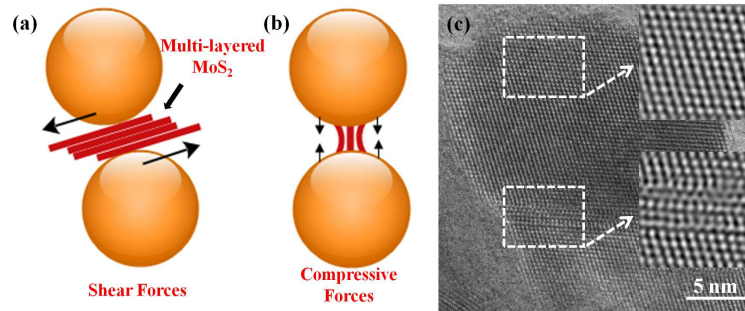 (a)
Multi-layered
MoS₂
Shear Forces
(b)
Compressive
Forces
(c)
5 nm